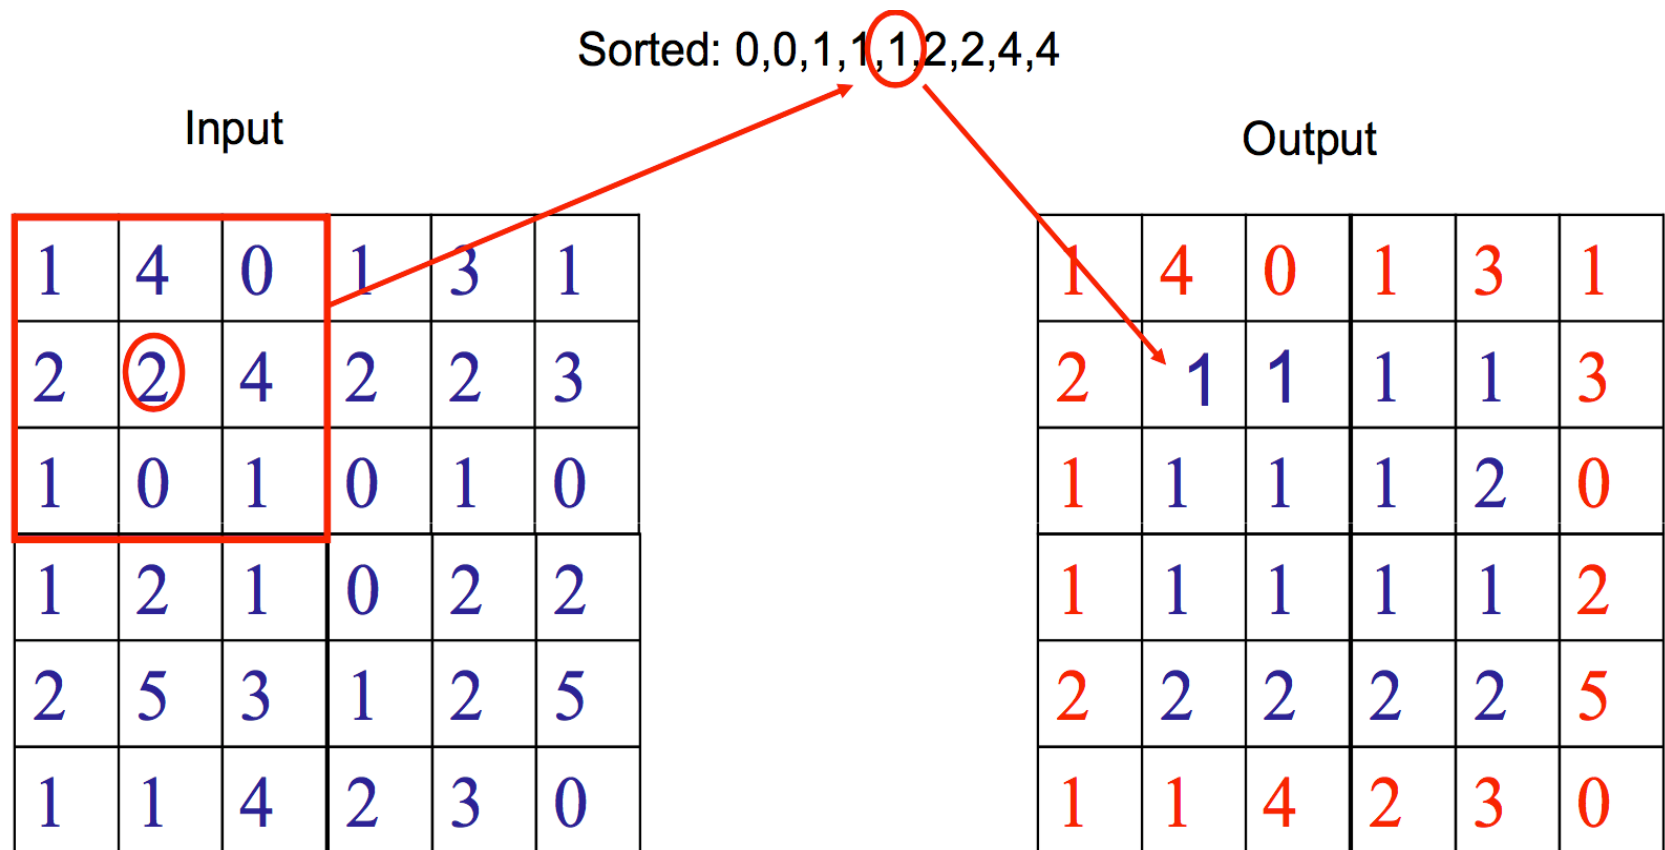 Sorted: 0,0,1,1,1,2,2,4,4
Input
Output
1 4 0 1 3 1
2 2 4 2 2 3
1 0 1 0 1 0
1 2 1 0 2 2
2 5 3 1 2 5
1 1 4 2 3 0
1 4 0 1 3 1
2 1 1 1 1 3
1 1 1 1 2 0
1 1 1 1 1 2
2 2 2 2 2 5
1 1 4 2 3 0